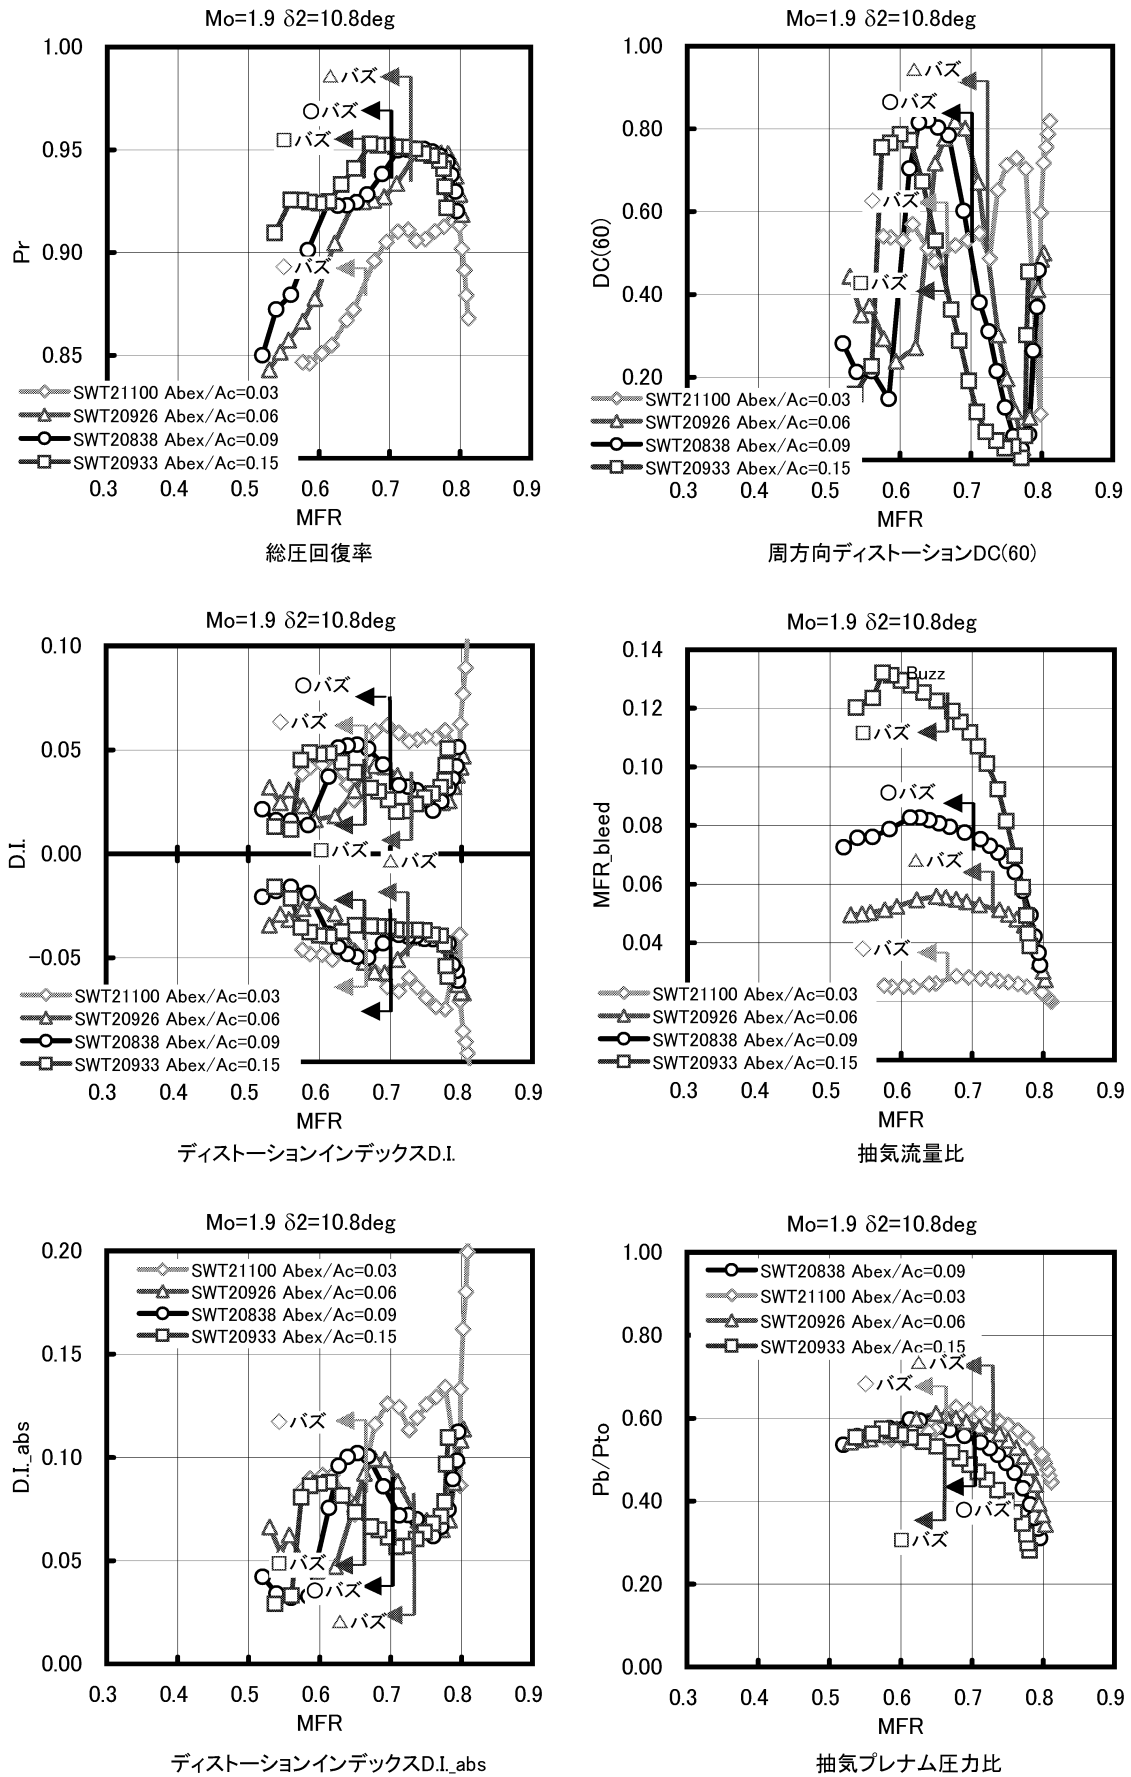 Mo=1.9 δ2=10.8deg
1.00
0.95
0.90
0.85
Pr
△バズ
○バズ
□バズ
◇バズ
SWT21100 Abex/Ac=0.03
SWT20926 Abex/Ac=0.06
SWT20838 Abex/Ac=0.09
SWT20933 Abex/Ac=0.15
0.3 0.4 0.5 0.6 0.7 0.8 0.9
MFR
総圧回復率
Mo=1.9 δ2=10.8deg
1.00
0.80
0.60
0.40
0.20
DC(60)
△バズ
○バズ
◇バズ
□バズ
SWT21100 Abex/Ac=0.03
SWT20926 Abex/Ac=0.06
SWT20838 Abex/Ac=0.09
SWT20933 Abex/Ac=0.15
0.3 0.4 0.5 0.6 0.7 0.8 0.9
MFR
周方向ディストーションDC(60)
Mo=1.9 δ2=10.8deg
0.10
0.05
0.00
-0.05
D.I.
○バズ
◇バズ
□バズ
△バズ
SWT21100 Abex/Ac=0.03
SWT20926 Abex/Ac=0.06
SWT20838 Abex/Ac=0.09
SWT20933 Abex/Ac=0.15
0.3 0.4 0.5 0.6 0.7 0.8 0.9
MFR
ディストーションインデックスD.I.
Mo=1.9 δ2=10.8deg
0.14
0.12
0.10
0.08
0.06
0.04
MFR_bleed
Buzz
□バズ
○バズ
△バズ
◇バズ
SWT21100 Abex/Ac=0.03
SWT20926 Abex/Ac=0.06
SWT20838 Abex/Ac=0.09
SWT20933 Abex/Ac=0.15
0.3 0.4 0.5 0.6 0.7 0.8 0.9
MFR
抽気流量比
Mo=1.9 δ2=10.8deg
0.20
0.15
0.10
0.05
0.00
D.I._abs
SWT21100 Abex/Ac=0.03
SWT20926 Abex/Ac=0.06
SWT20838 Abex/Ac=0.09
SWT20933 Abex/Ac=0.15
◇バズ
□バズ
○バズ
△バズ
0.3 0.4 0.5 0.6 0.7 0.8 0.9
MFR
ディストーションインデックスD.I._abs
Mo=1.9 δ2=10.8deg
1.00
0.80
0.60
0.40
0.20
0.00
Pb/Pto
SWT20838 Abex/Ac=0.09
SWT21100 Abex/Ac=0.03
SWT20926 Abex/Ac=0.06
SWT20933 Abex/Ac=0.15
△バズ
◇バズ
○バズ
□バズ
0.3 0.4 0.5 0.6 0.7 0.8 0.9
MFR
抽気プレナム圧力比